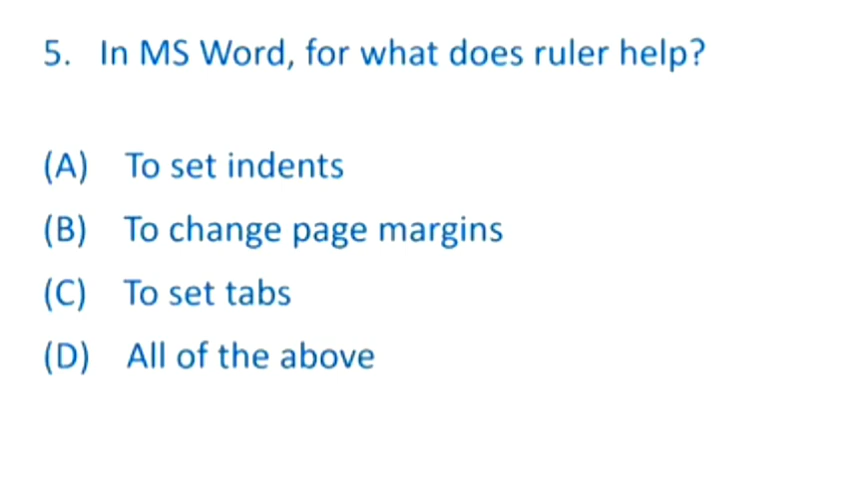 5. In MS Word, for what does ruler help?
(A) To set indents
(B) To change page margins
(C) To set tabs
(D) All of the above